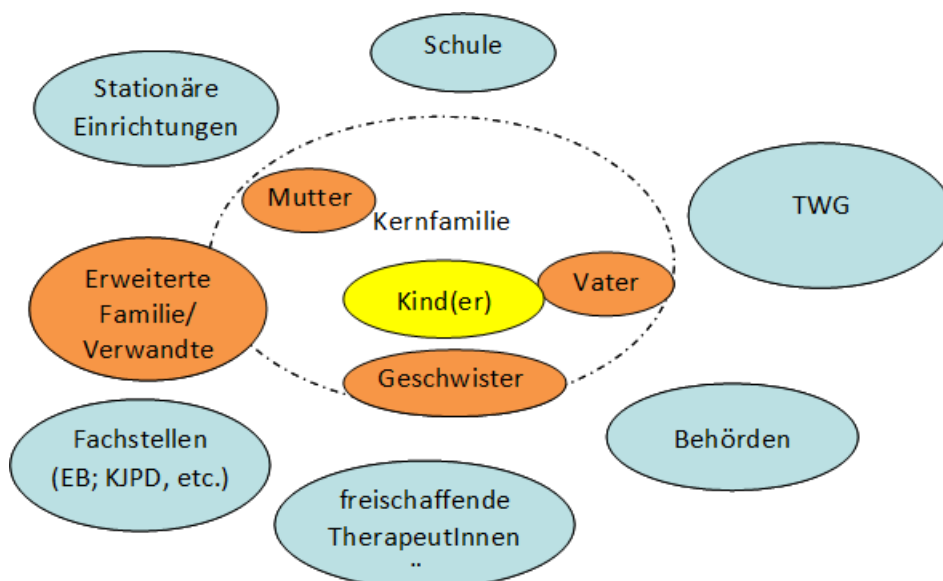 Schule
Stationäre
Einrichtungen
Mutter
TWG
Kernfamilie
Erweiterte
Familie/
Verwandte
Kind(er)
Vater
Geschwister
Fachstellen
(EB; KJPD, etc.)
Behörden
freischaffende
TherapeutInnen